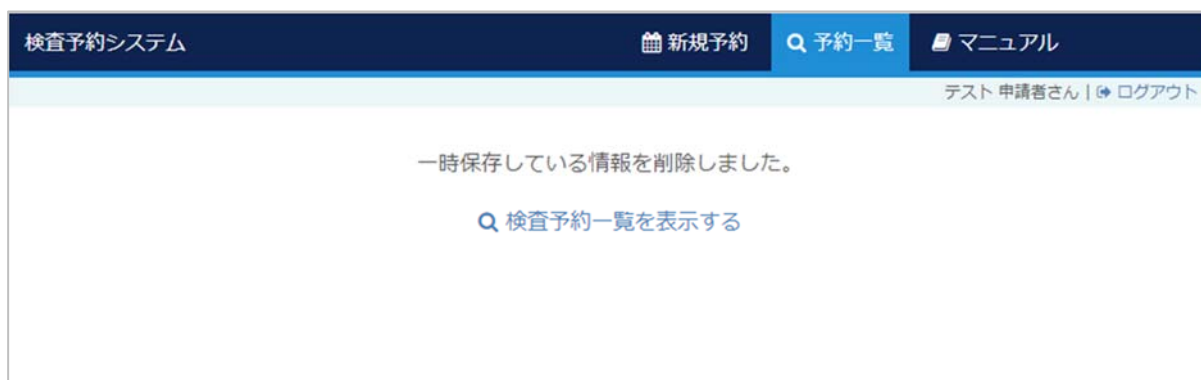 検査予約システム 新規予約 予約一覧 マニュアル
テスト 申請者さん | ログアウト
一時保存している情報を削除しました。
検査予約一覧を表示する